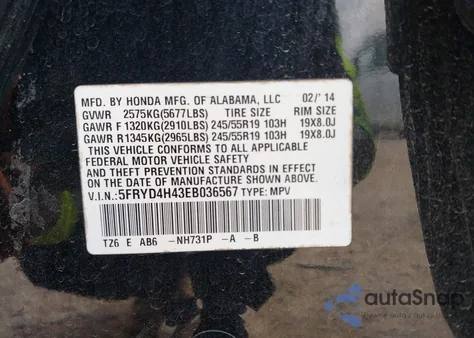 MFD. BY HONDA MFG. OF ALABAMA, LLC 02/'14
GVWR 2575KG(5677LBS) TIRE SIZE RIM SIZE
GAWR F 1320KG(2910LBS) 245/55R19 103H 19X8.0J
GAWR R1345KG(2965LBS) 245/55R19 103H 19X8.0J
THIS VEHICLE CONFORMS TO ALL APPLICABLE
FEDERAL MOTOR VEHICLE SAFETY
AND THEFT PREVENTION STANDARDS IN EFFECT
ON THE DATE OF MANUFACTURE SHOWN ABOVE.
V.I.N.: 5FRYD4H43EB036567 TYPE: MPV
TZ6 E AB6 -NH731P -A -B
autaSnap